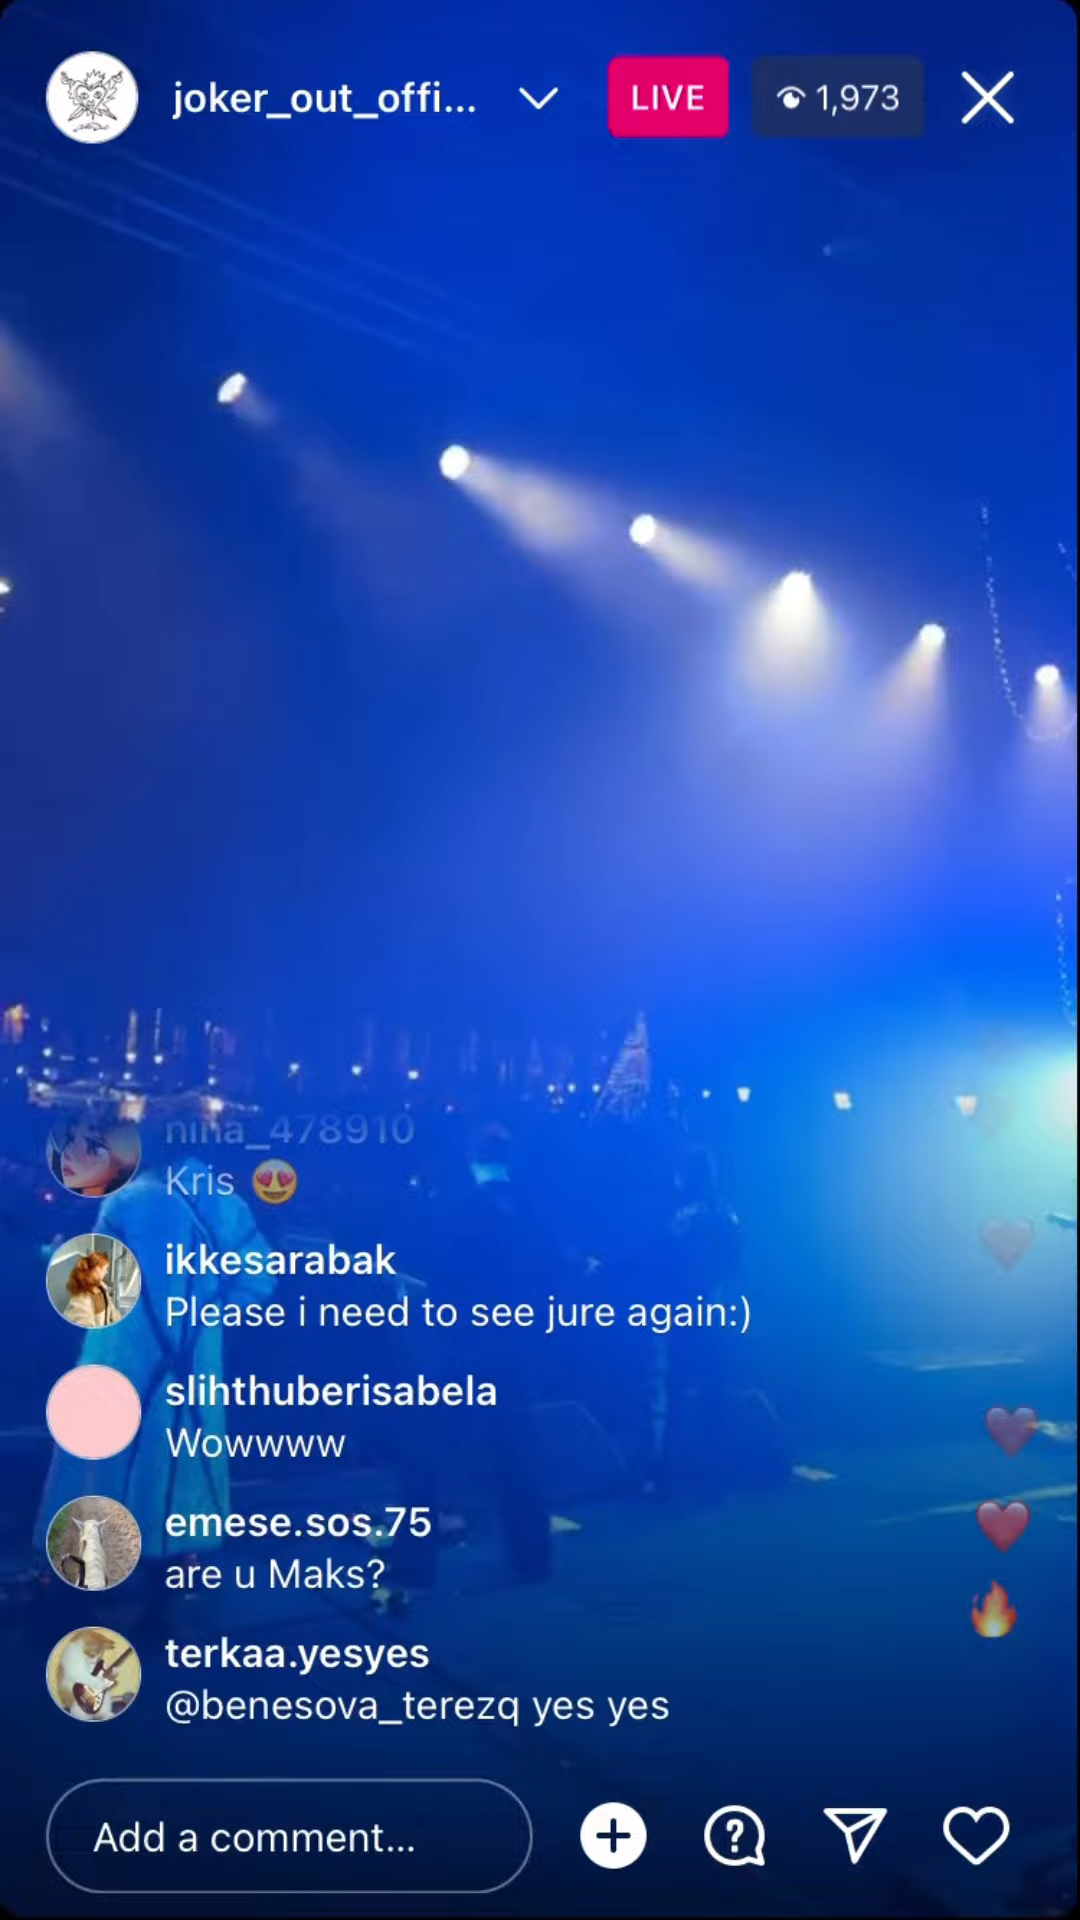 joker_out_offi...
LIVE
1,973
nina_478910
Kris 😍
ikkesarabak
Please i need to see jure again:)
slihthuberisabela
Wowwww
emese.sos.75
are u Maks?
terkaa.yesyes
@benesova_terezq yes yes
Add a comment...